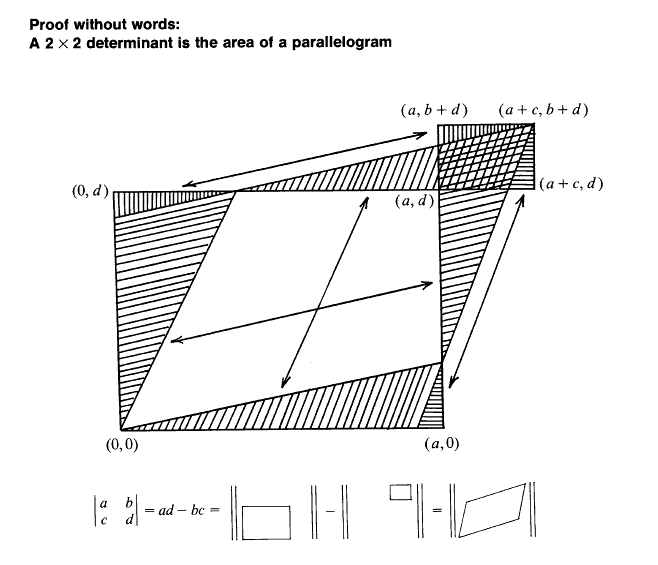 Proof without words:
A 2 × 2 determinant is the area of a parallelogram
(a, b + d) (a + c, b + d)
(0, d) (a, d) (a + c, d)
(0,0) (a,0)
|a b|
|c d| = ad − bc = || || − || || = || ||